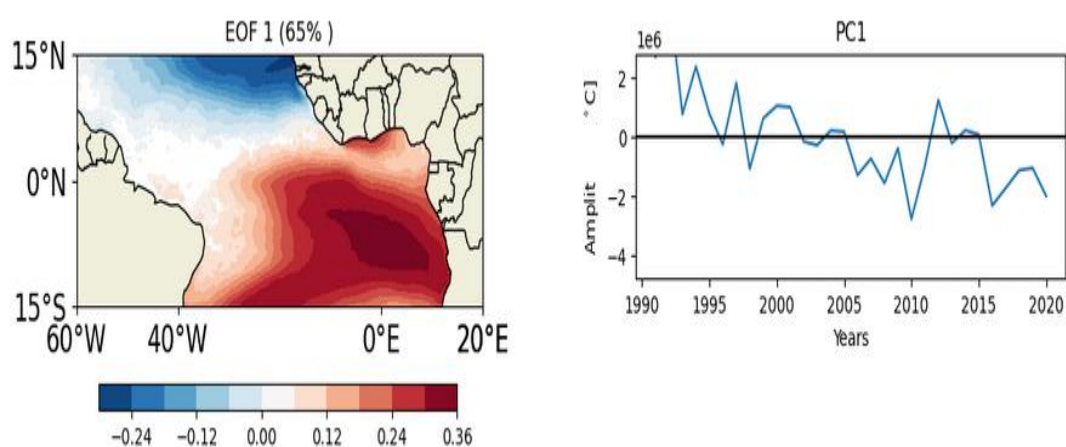 EOF 1 (65% )
15°N
0°N
15°S
60°W 40°W 0°E 20°E
−0.24 −0.12 0.00 0.12 0.24 0.36
PC1
1e6
2
0
−2
−4
Amplit °C]
1990 1995 2000 2005 2010 2015 2020
Years